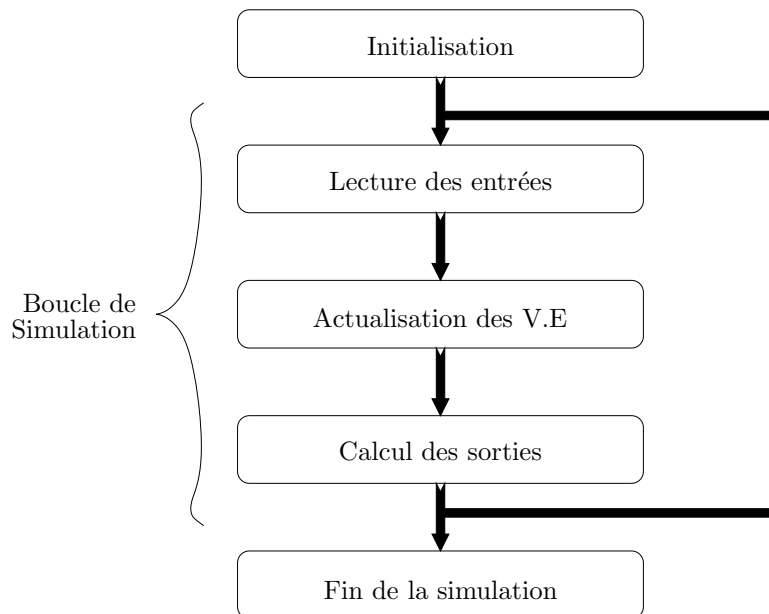 Initialisation
Lecture des entrées
Boucle de
Simulation
Actualisation des V.E
Calcul des sorties
Fin de la simulation